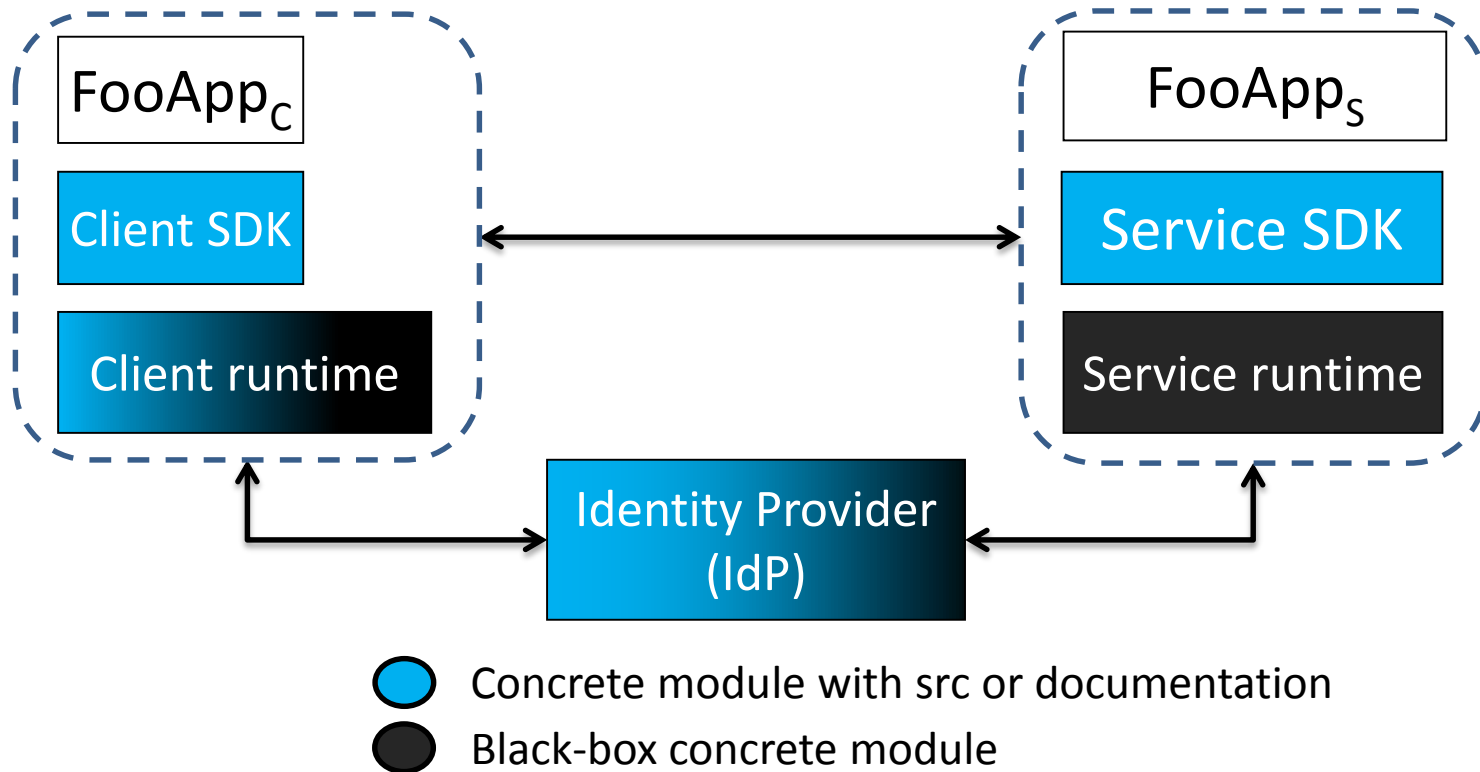 FooApp_C
FooApp_S
Client SDK
Service SDK
Client runtime
Service runtime
Identity Provider
(IdP)
Concrete module with src or documentation
Black-box concrete module